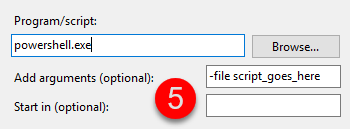 Program/script:
powershell.exe Browse...
Add arguments (optional): -file script_goes_here
Start in (optional): 5